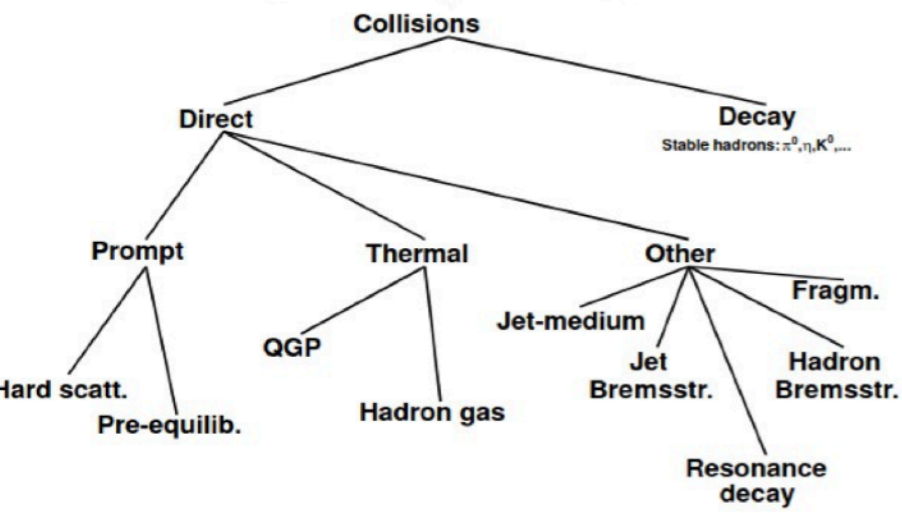 Collisions
Direct
Decay
Stable hadrons: π⁰,η,K⁰,...
Prompt
Thermal
Other
Fragm.
Jet-medium
QGP
Jet
Bremsstr.
Hadron
Bremsstr.
Hard scatt.
Pre-equilib.
Hadron gas
Resonance
decay